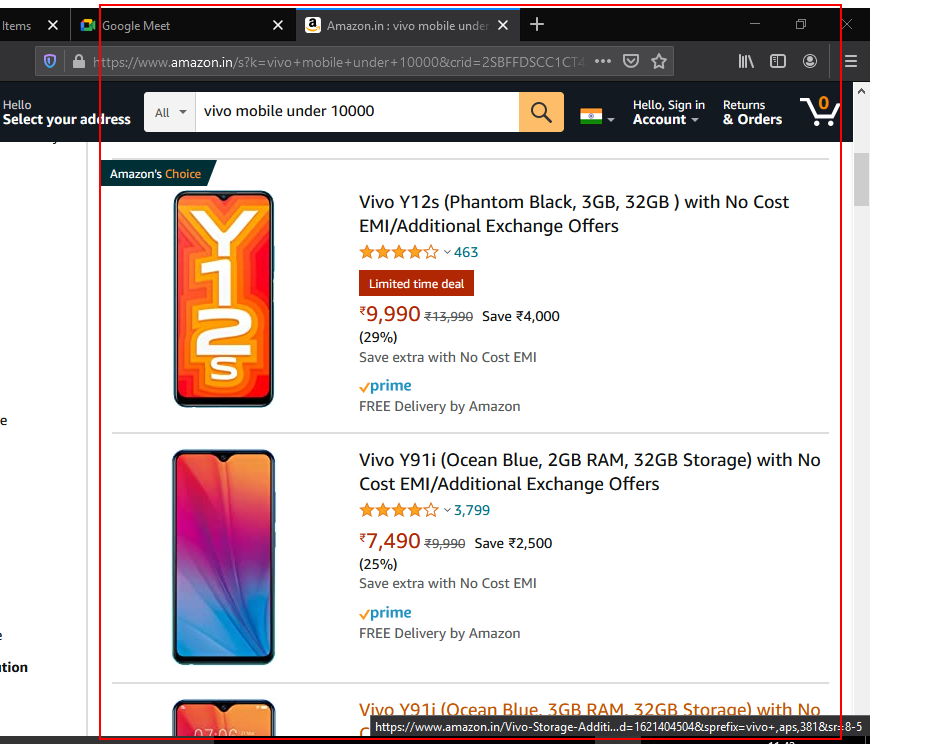 Items
Google Meet
Amazon.in : vivo mobile under
https://www.amazon.in/s?k=vivo+mobile+under+10000&crid=2SBFFDSCC1CT4
Hello
Select your address
All
vivo mobile under 10000
Hello, Sign in
Account
Returns
& Orders
0
Amazon's Choice
Y12s
Vivo Y12s (Phantom Black, 3GB, 32GB ) with No Cost
EMI/Additional Exchange Offers
463
Limited time deal
₹9,990 ₹13,990 Save ₹4,000
(29%)
Save extra with No Cost EMI
prime
FREE Delivery by Amazon
e
Vivo Y91i (Ocean Blue, 2GB RAM, 32GB Storage) with No
Cost EMI/Additional Exchange Offers
3,799
₹7,490 ₹9,990 Save ₹2,500
(25%)
Save extra with No Cost EMI
prime
FREE Delivery by Amazon
Vivo Y91i (Ocean Blue, 3GB RAM, 32GB Storage) with No
https://www.amazon.in/Vivo-Storage-Additi...d=1621404504&sprefix=vivo+,aps,381&sr=8-5